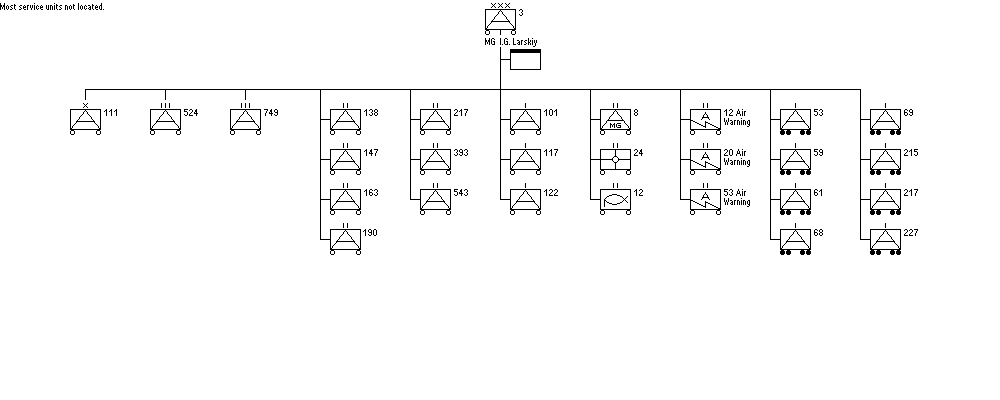 Most service units not located.
XXX
3
MG I.G. Larskiy
X
111
III
524
III
749
II
138
II
217
I
101
II
MG
8
II
A
12 Air
Warning
I
53
I
69
II
147
II
393
I
117
II
24
II
A
20 Air
Warning
I
59
I
215
II
163
II
543
I
122
II
12
II
A
53 Air
Warning
I
61
I
217
II
190
I
68
I
227